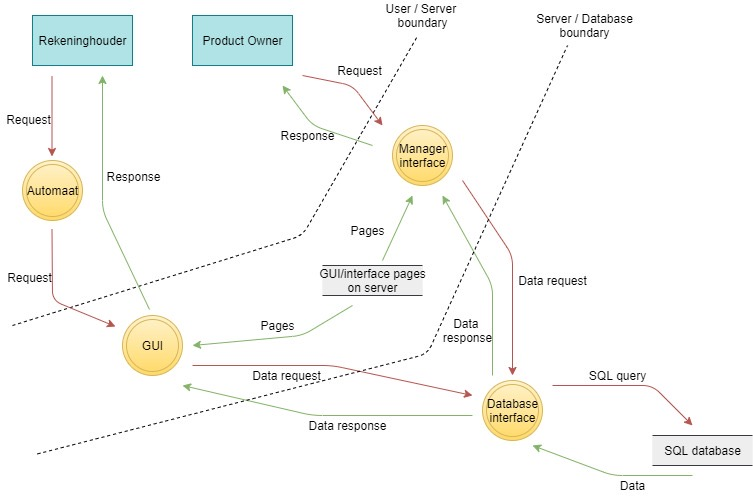 User / Server
boundary
Server / Database
boundary
Rekeninghouder
Product Owner
Request
Request
Response
Manager
interface
Response
Automaat
Pages
Request
GUI/interface pages
on server
Data request
Pages
Data
response
GUI
Data request
SQL query
Database
interface
Data response
SQL database
Data